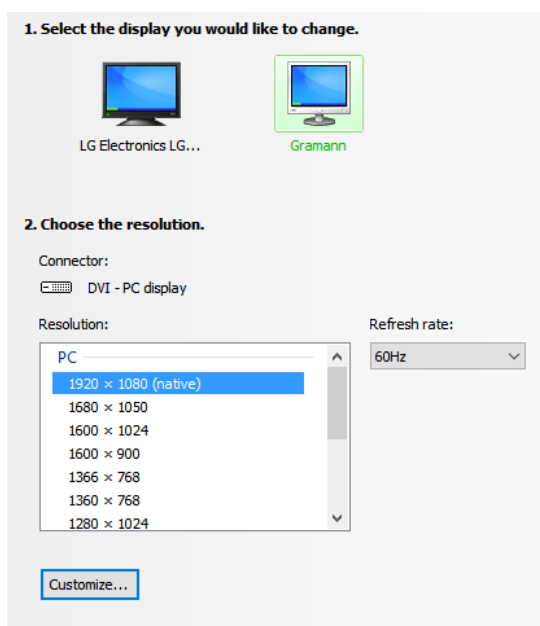 1. Select the display you would like to change.
LG Electronics LG...
Gramann
2. Choose the resolution.
Connector:
DVI - PC display
Resolution:
Refresh rate:
PC
60Hz
1920 × 1080 (native)
1680 × 1050
1600 × 1024
1600 × 900
1366 × 768
1360 × 768
1280 × 1024
Customize...